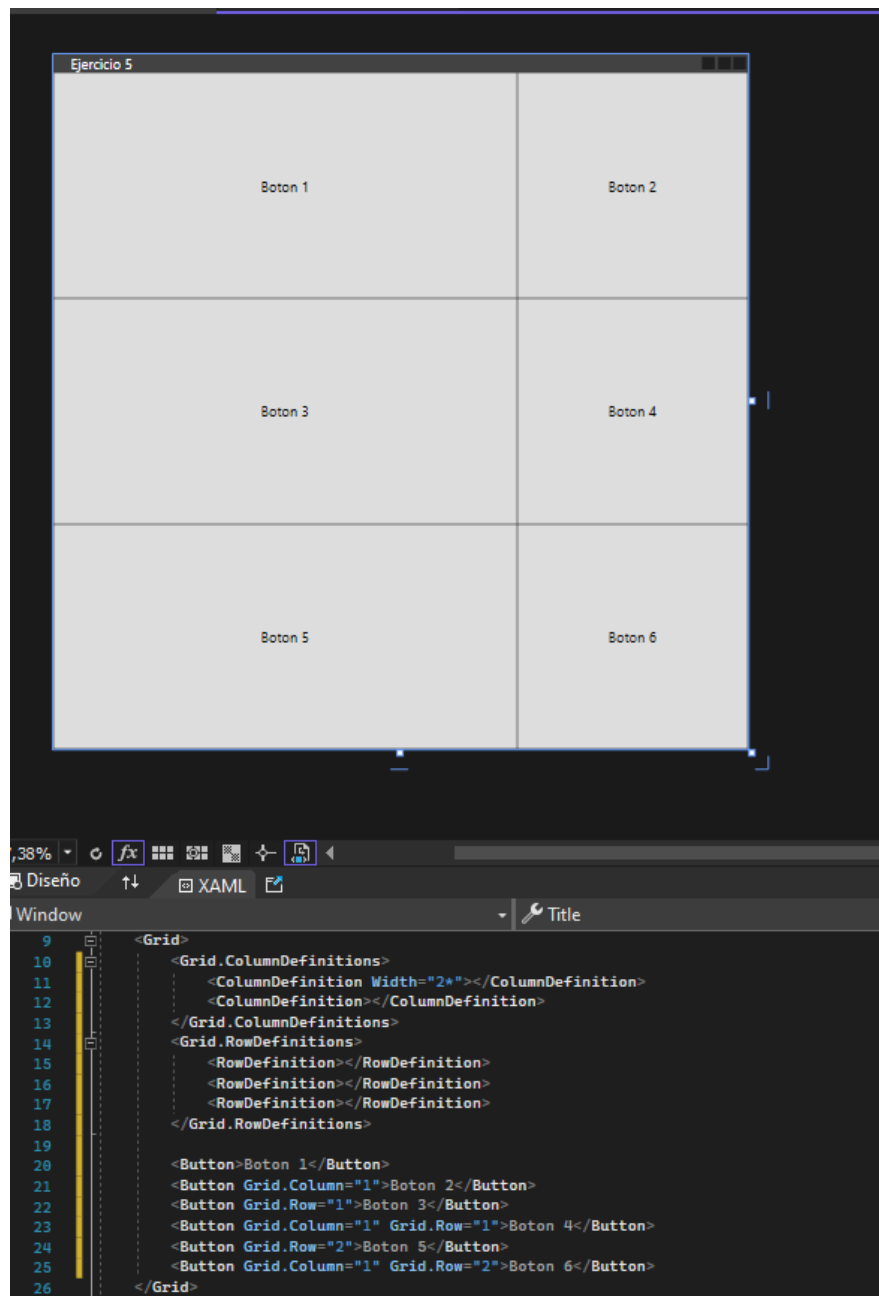 Ejercicio 5
Boton 1 Boton 2
Boton 3 Boton 4
Boton 5 Boton 6
,38% fx
Diseño XAML
Window Title
9 <Grid>
10 <Grid.ColumnDefinitions>
11 <ColumnDefinition Width="2*"></ColumnDefinition>
12 <ColumnDefinition></ColumnDefinition>
13 </Grid.ColumnDefinitions>
14 <Grid.RowDefinitions>
15 <RowDefinition></RowDefinition>
16 <RowDefinition></RowDefinition>
17 <RowDefinition></RowDefinition>
18 </Grid.RowDefinitions>
19
20 <Button>Boton 1</Button>
21 <Button Grid.Column="1">Boton 2</Button>
22 <Button Grid.Row="1">Boton 3</Button>
23 <Button Grid.Column="1" Grid.Row="1">Boton 4</Button>
24 <Button Grid.Row="2">Boton 5</Button>
25 <Button Grid.Column="1" Grid.Row="2">Boton 6</Button>
26 </Grid>